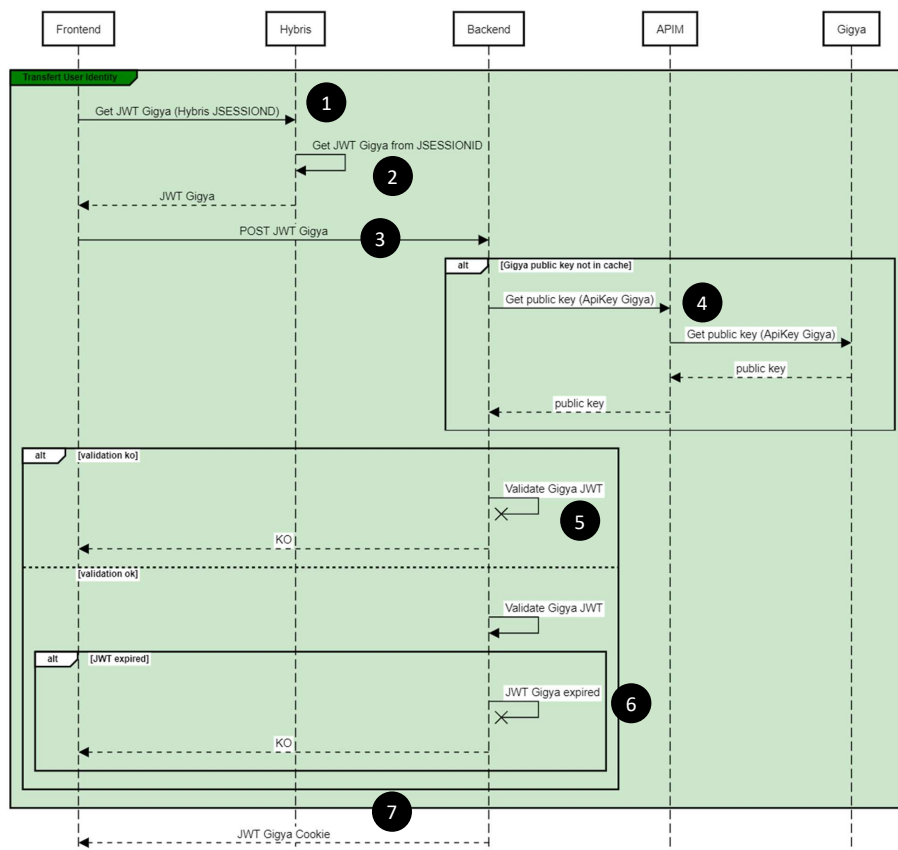 Frontend
Hybris
Backend
APIM
Gigya
Transfert User Identity
1
Get JWT Gigya (Hybris JSESSIOND)
Get JWT Gigya from JSESSIONID
2
JWT Gigya
POST JWT Gigya
3
alt [Gigya public key not in cache]
Get public key (ApiKey Gigya)
4
Get public key (ApiKey Gigya)
public key
public key
alt [validation ko]
Validate Gigya JWT
5
KO
[validation ok]
Validate Gigya JWT
alt [JWT expired]
JWT Gigya expired
6
KO
7
JWT Gigya Cookie